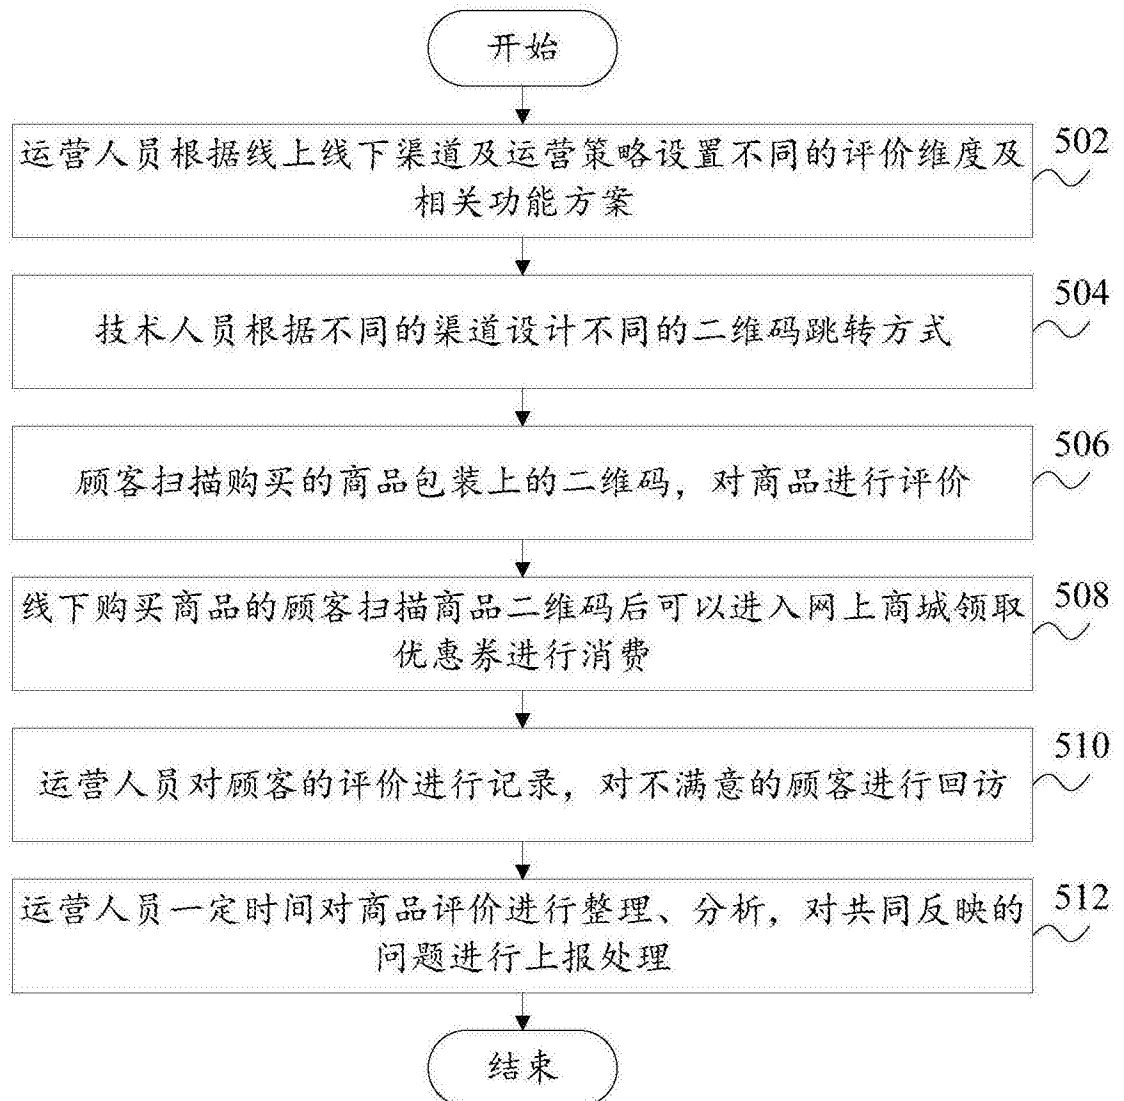 开始
502
运营人员根据线上线下渠道及运营策略设置不同的评价维度及
相关功能方案
504
技术人员根据不同的渠道设计不同的二维码跳转方式
506
顾客扫描购买的商品包装上的二维码，对商品进行评价
508
线下购买商品的顾客扫描商品二维码后可以进入网上商城领取
优惠券进行消费
510
运营人员对顾客的评价进行记录，对不满意的顾客进行回访
512
运营人员一定时间对商品评价进行整理、分析，对共同反映的
问题进行上报处理
结束